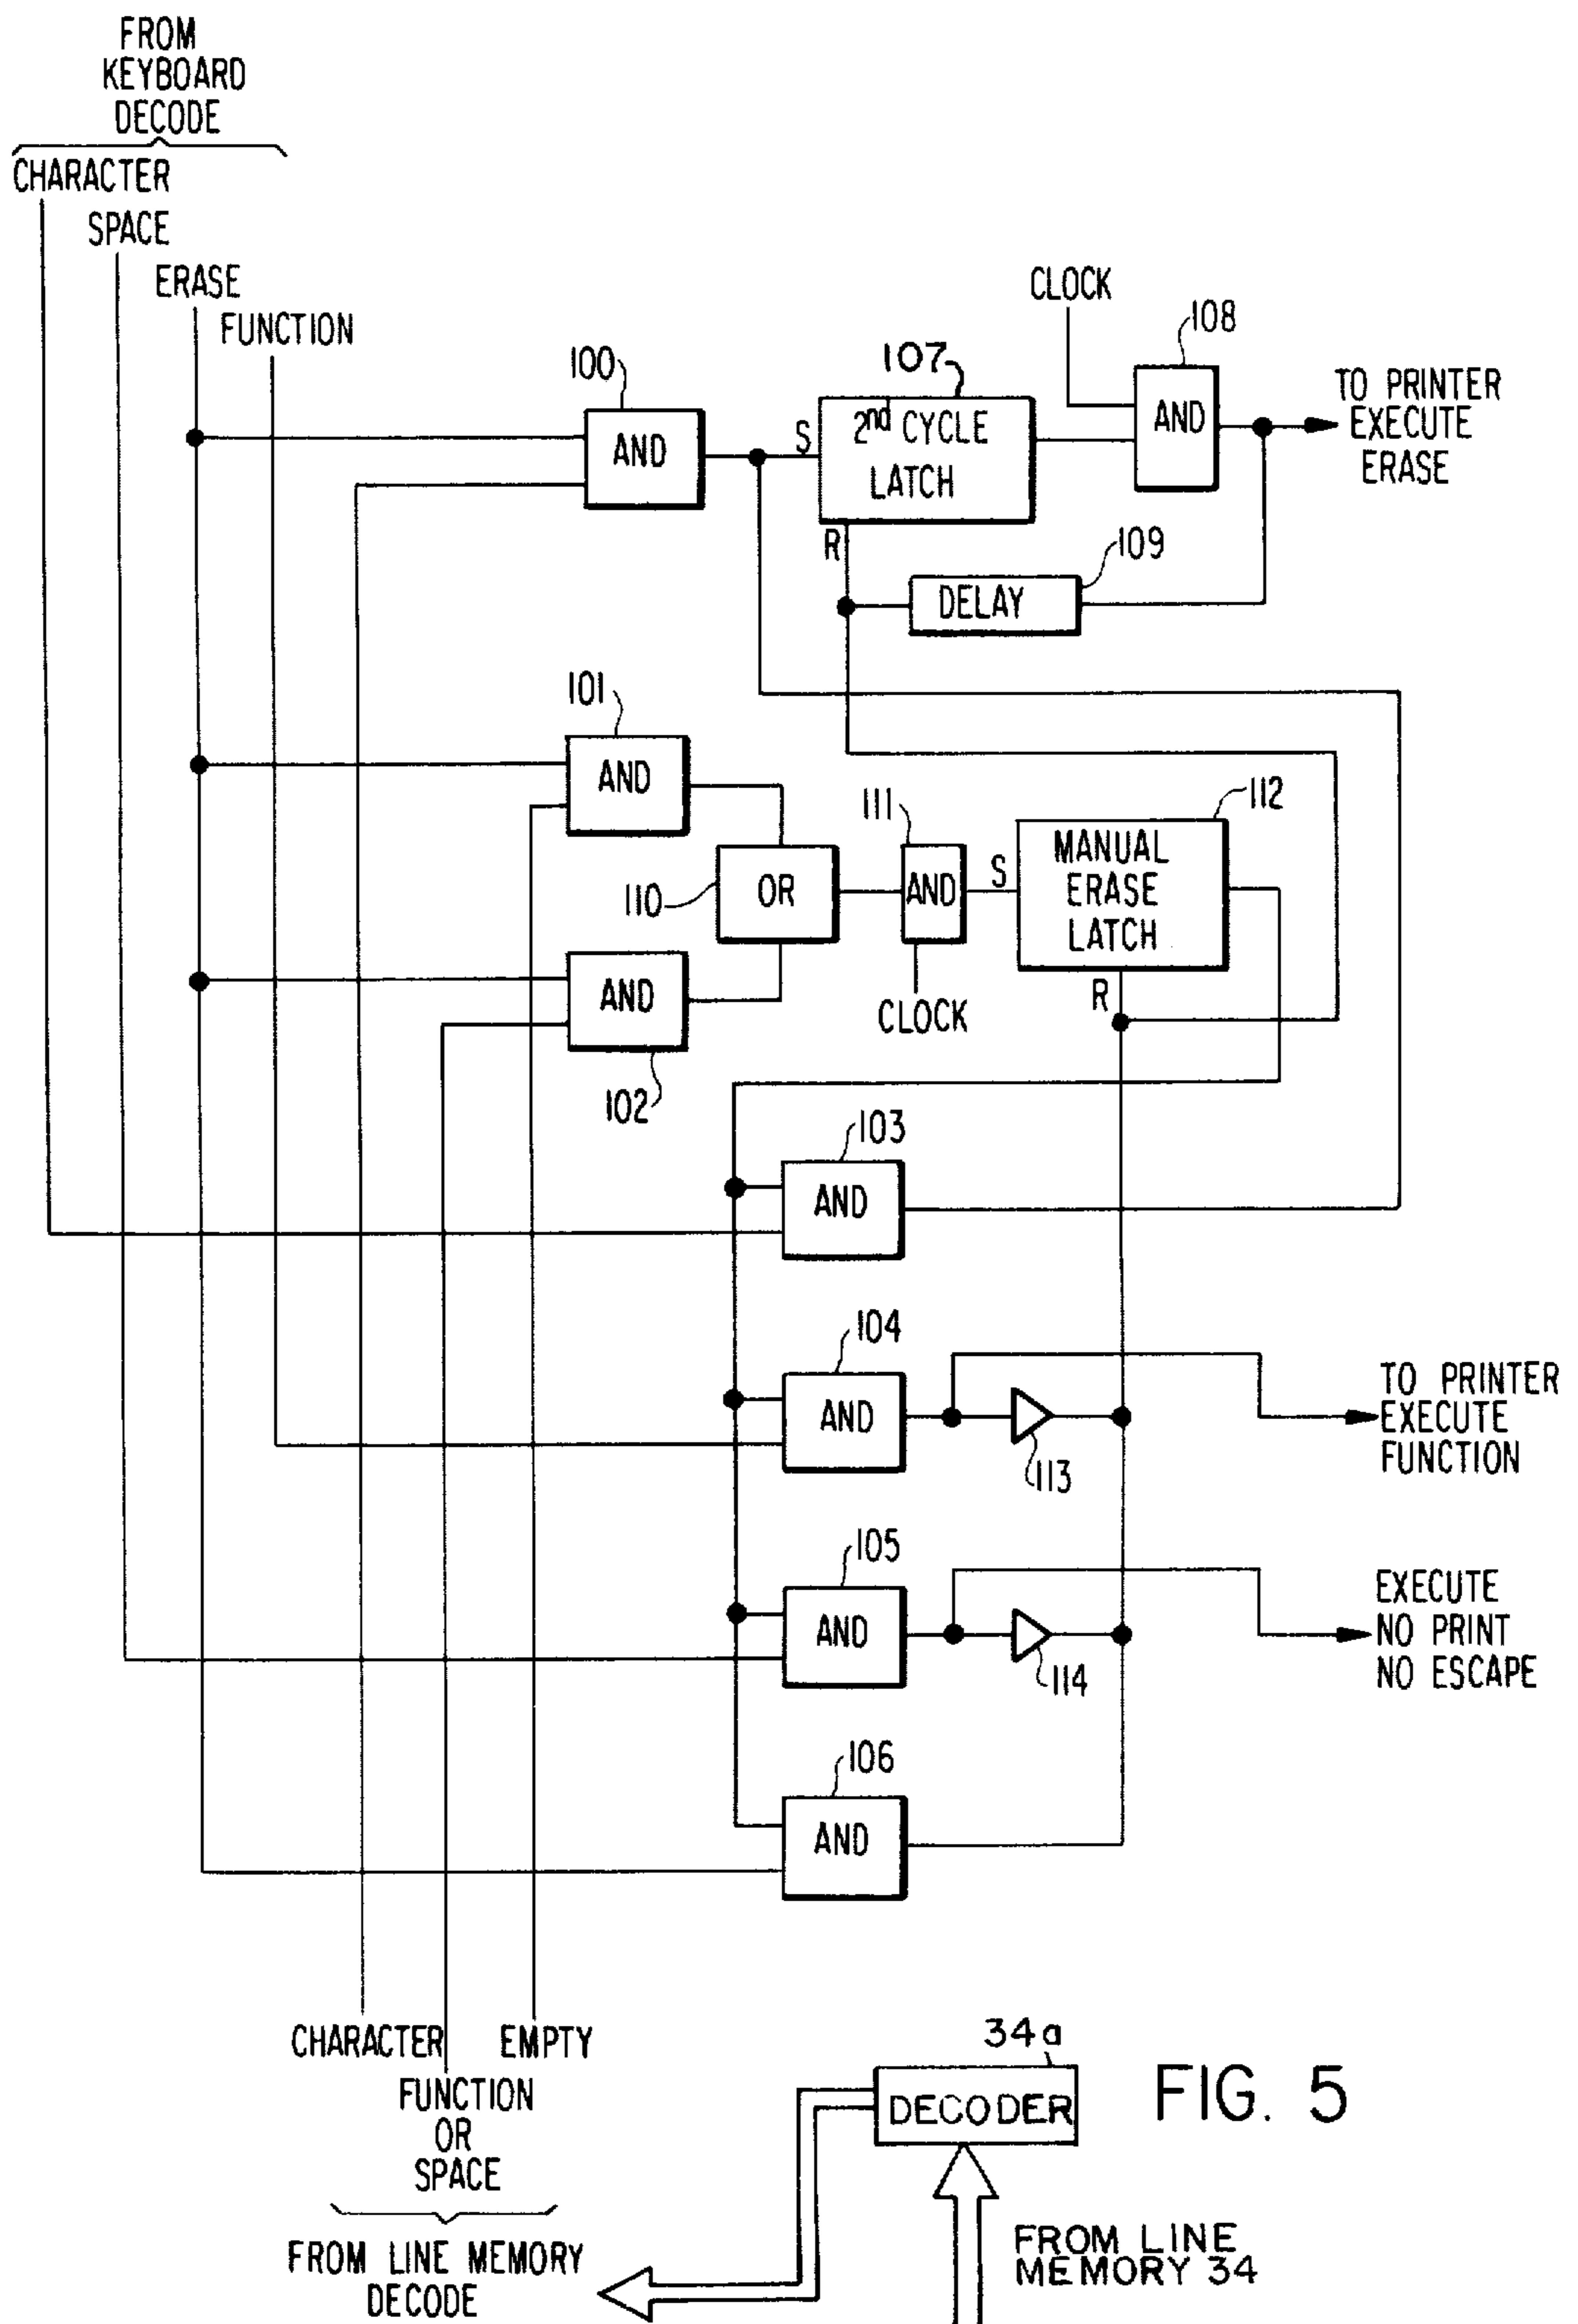 FROM
KEYBOARD
DECODE
CHARACTER
SPACE
ERASE
FUNCTION
CLOCK
100
107
108
AND
2nd CYCLE
LATCH
S
R
AND
TO PRINTER
EXECUTE
ERASE
109
DELAY
101
AND
110
OR
111
AND
CLOCK
S
112
MANUAL
ERASE
LATCH
R
AND
102
103
AND
104
AND
113
TO PRINTER
EXECUTE
FUNCTION
105
AND
114
EXECUTE
NO PRINT
NO ESCAPE
106
AND
CHARACTER
EMPTY
FUNCTION
OR
SPACE
FROM LINE MEMORY
DECODE
34a
DECODER
FIG. 5
FROM LINE
MEMORY 34